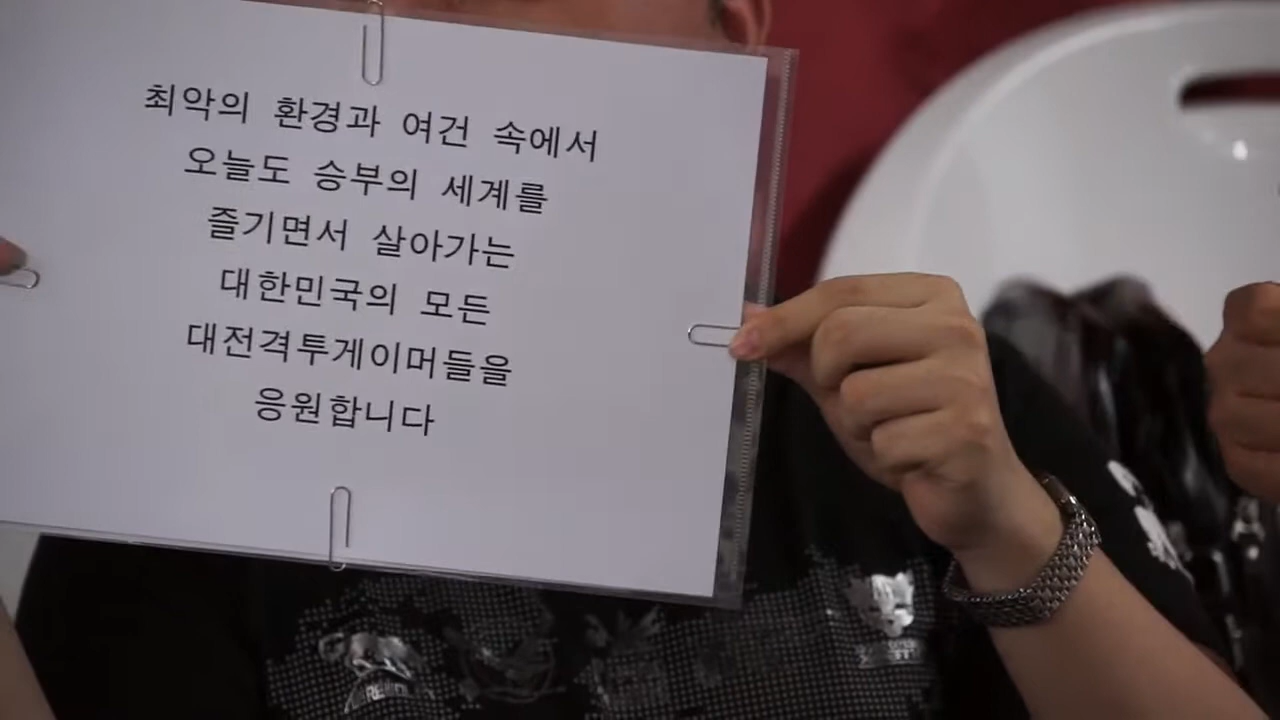 최악의 환경과 여건 속에서
오늘도 승부의 세계를
즐기면서 살아가는
대한민국의 모든
대전격투게이머들을
응원합니다